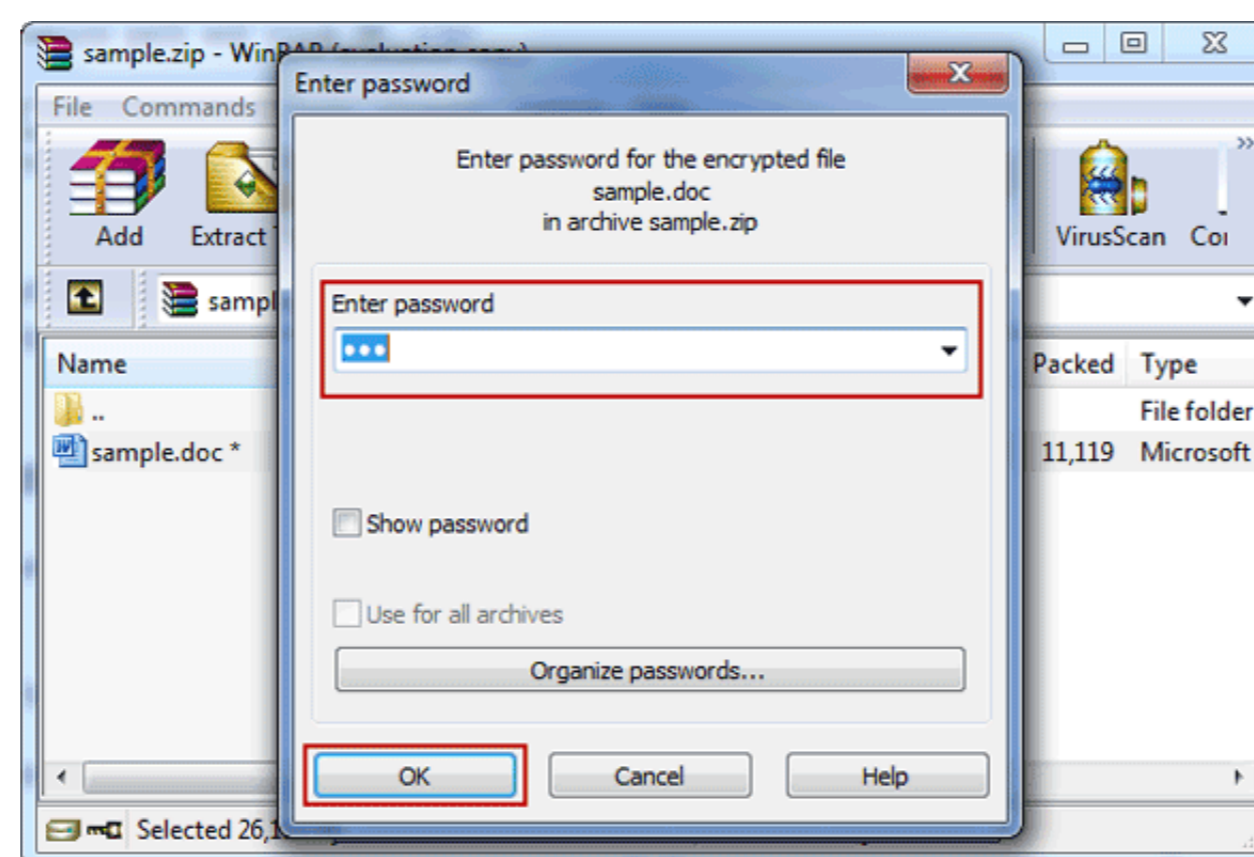 sample.zip - WinRAR (evaluation copy)
Enter password
File Commands
Enter password for the encrypted file
sample.doc
in archive sample.zip
Add Extract VirusScan
Enter password
Name Packed Type
.. File folder
sample.doc * 11,119 Microsoft
Show password
Use for all archives
Organize passwords...
OK Cancel Help
Selected